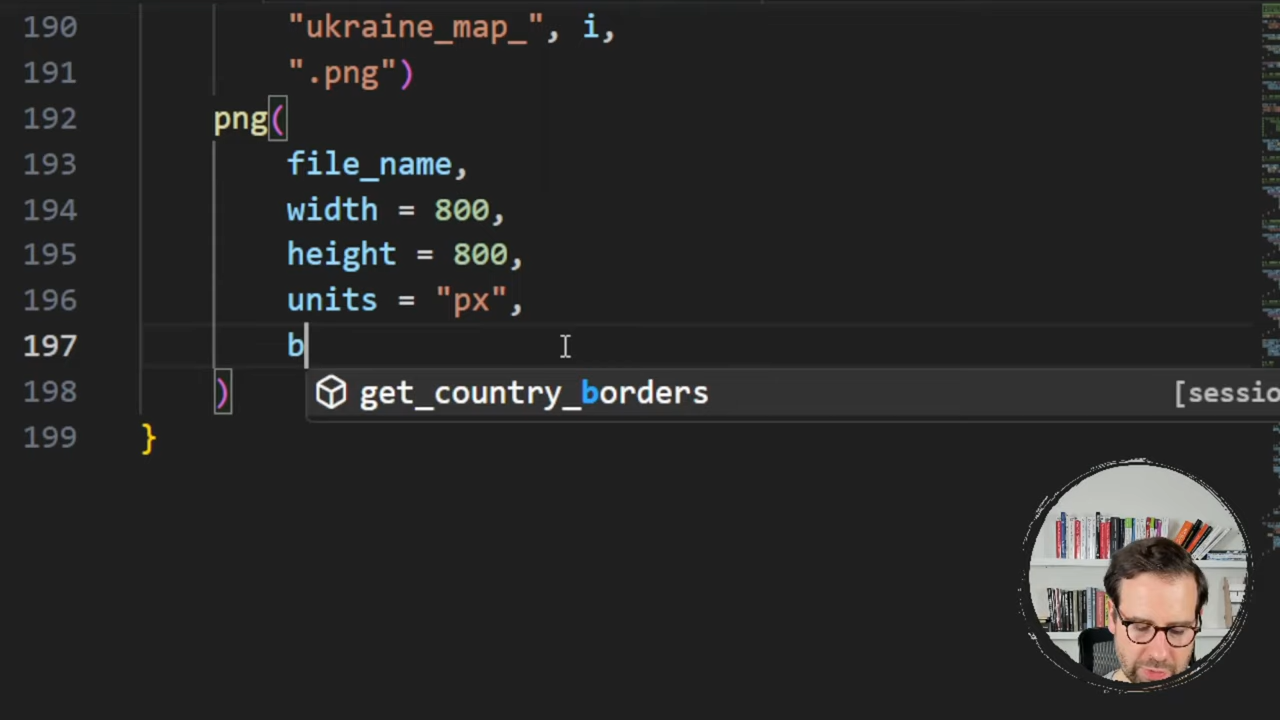 190 "ukraine_map_", i,
191 ".png")
192 png(
193 file_name,
194 width = 800,
195 height = 800,
196 units = "px",
197 b
get_country_borders [sessio
198 )
199 }